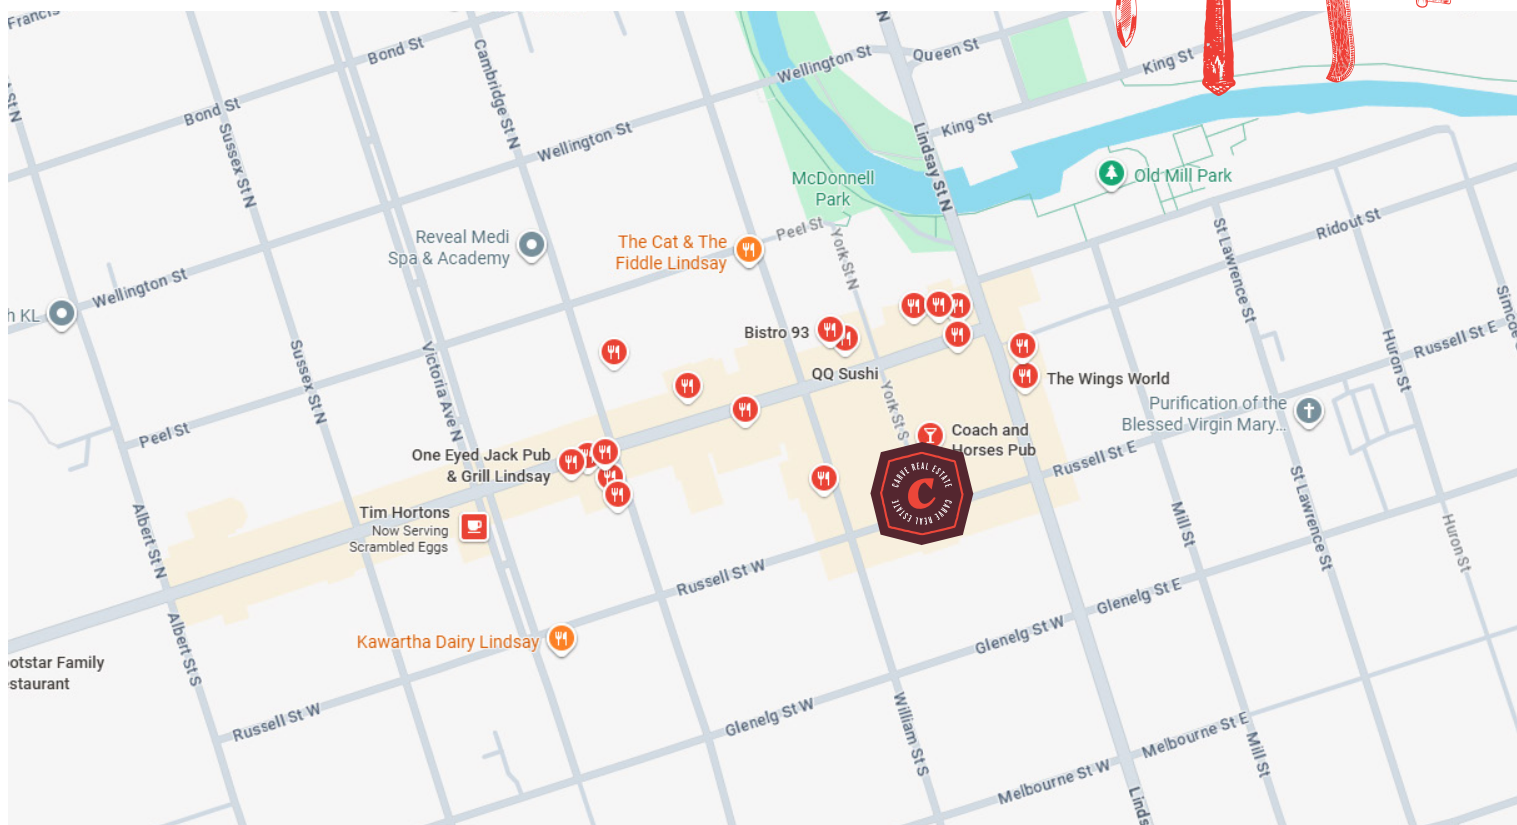 Francis
Bond St
Bond St
Cambridge St N
Sussex St N
Wellington St
Queen St
King St
King St
Lindsay St N
N
St N
Wellington St
McDonnell
Park
Old Mill Park
Reveal Medi
Spa & Academy
The Cat & The
Fiddle Lindsay
Peel St
York St N
Ridout St
St Lawrence St
Wellington St
h KL
Bistro 93
Huron St
Russell St E
Sussex St N
Victoria Ave N
QQ Sushi
York St S
The Wings World
Purification of the
Blessed Virgin Mary...
Peel St
One Eyed Jack Pub
& Grill Lindsay
Coach and
Horses Pub
Russell St E
CARVE REAL ESTATE
C
CARVE REAL ESTATE
Tim Hortons
Now Serving
Scrambled Eggs
Albert St N
Mill St
St Lawrence St
Huron St
Russell St W
Glenelg St E
Glenelg St W
Kawartha Dairy Lindsay
Albert St S
otstar Family
staurant
Russell St W
Glenelg St W
William St S
Melbourne St E
Melbourne St W
Mill St
Linds